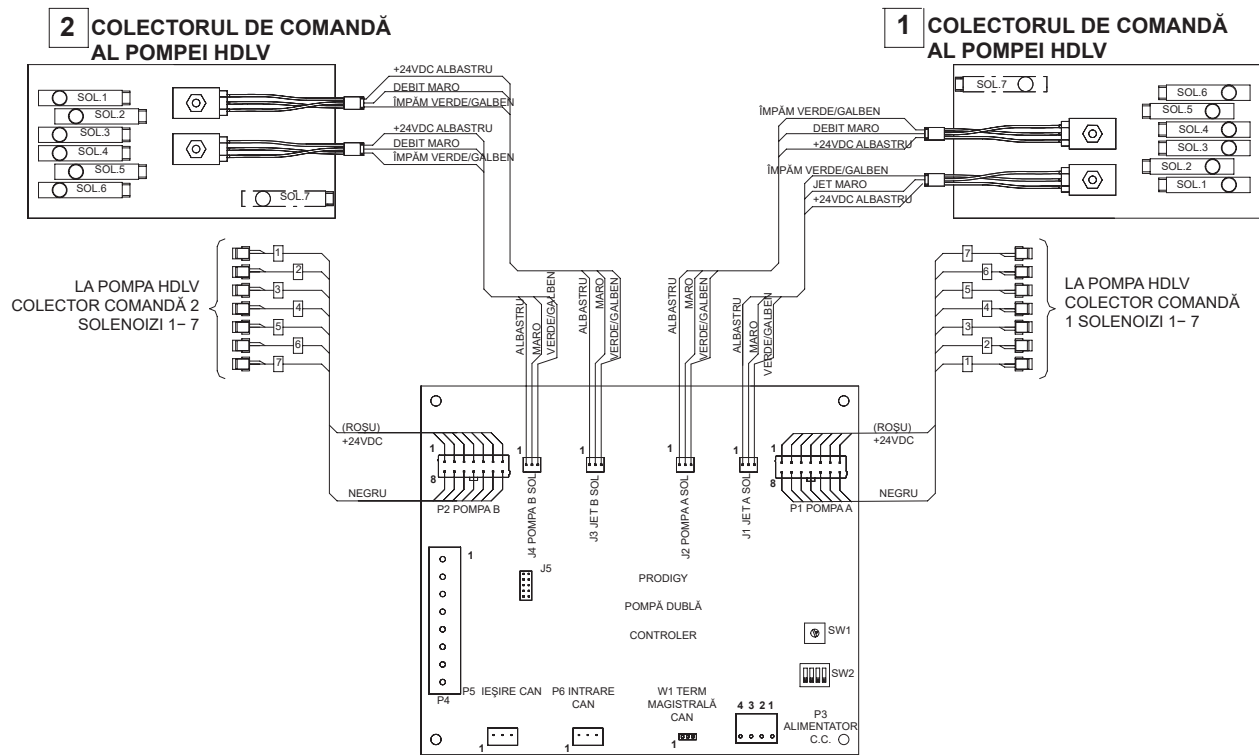 2 COLECTORUL DE COMANDĂ
AL POMPEI HDLV
1 COLECTORUL DE COMANDĂ
AL POMPEI HDLV
SOL.1
SOL.2
SOL.3
SOL.4
SOL.5
SOL.6
SOL.7
+24VDC ALBASTRU
DEBIT MARO
ÎMPĂM VERDE/GALBEN
+24VDC ALBASTRU
DEBIT MARO
ÎMPĂM VERDE/GALBEN
ÎMPĂM VERDE/GALBEN
DEBIT MARO
+24VDC ALBASTRU
ÎMPĂM VERDE/GALBEN
JET MARO
+24VDC ALBASTRU
SOL.7
SOL.6
SOL.5
SOL.4
SOL.3
SOL.2
SOL.1
LA POMPA HDLV
COLECTOR COMANDĂ 2
SOLENOIZI 1– 7
1
2
3
4
5
6
7
ALBASTRU
MARO
VERDE/GALBEN
ALBASTRU
MARO
VERDE/GALBEN
ALBASTRU
MARO
VERDE/GALBEN
ALBASTRU
MARO
VERDE/GALBEN
7
6
5
4
3
2
1
LA POMPA HDLV
COLECTOR COMANDĂ
1 SOLENOIZI 1– 7
(ROȘU)
+24VDC
NEGRU
1
8
P2 POMPA B
1
J4 POMPA B SOL
1
J3 JET B SOL
1
J2 POMPA A SOL
1
J1 JET A SOL
1
8
P1 POMPA A
(ROȘU)
+24VDC
NEGRU
1
P4
J5
PRODIGY
POMPĂ DUBLĂ
CONTROLER
SW1
SW2
P5 IEȘIRE CAN
1
P6 INTRARE
CAN
1
W1 TERM
MAGISTRALĂ
CAN
1
4 3 2 1
P3
ALIMENTATOR
C.C.